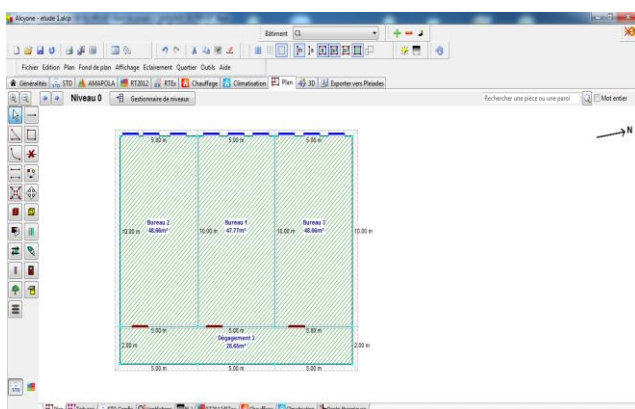 Alcyone - etude 1.alcp
Bâtiment C1
Fichier Edition Plan Fond de plan Affichage Eclairement Quartier Outils Aide
Généralités STD AMAPOLA RT2012 RTEx Chauffage Climatisation Plan 3D Exporter vers Pleiades
Niveau 0 Gestionnaire de niveaux Rechercher une pièce ou une paroi Mot entier
N
5.00 m 5.00 m 5.00 m
Bureau 2 Bureau 1 Bureau 3
10.00 m 48.66m² 10.00 m 47.77m² 10.00 m 48.66m² 10.00 m
5.00 m 5.00 m 5.00 m
Dégagement 2
2.00 m 28.65m² 2.00 m
5.00 m 5.00 m 5.00 m